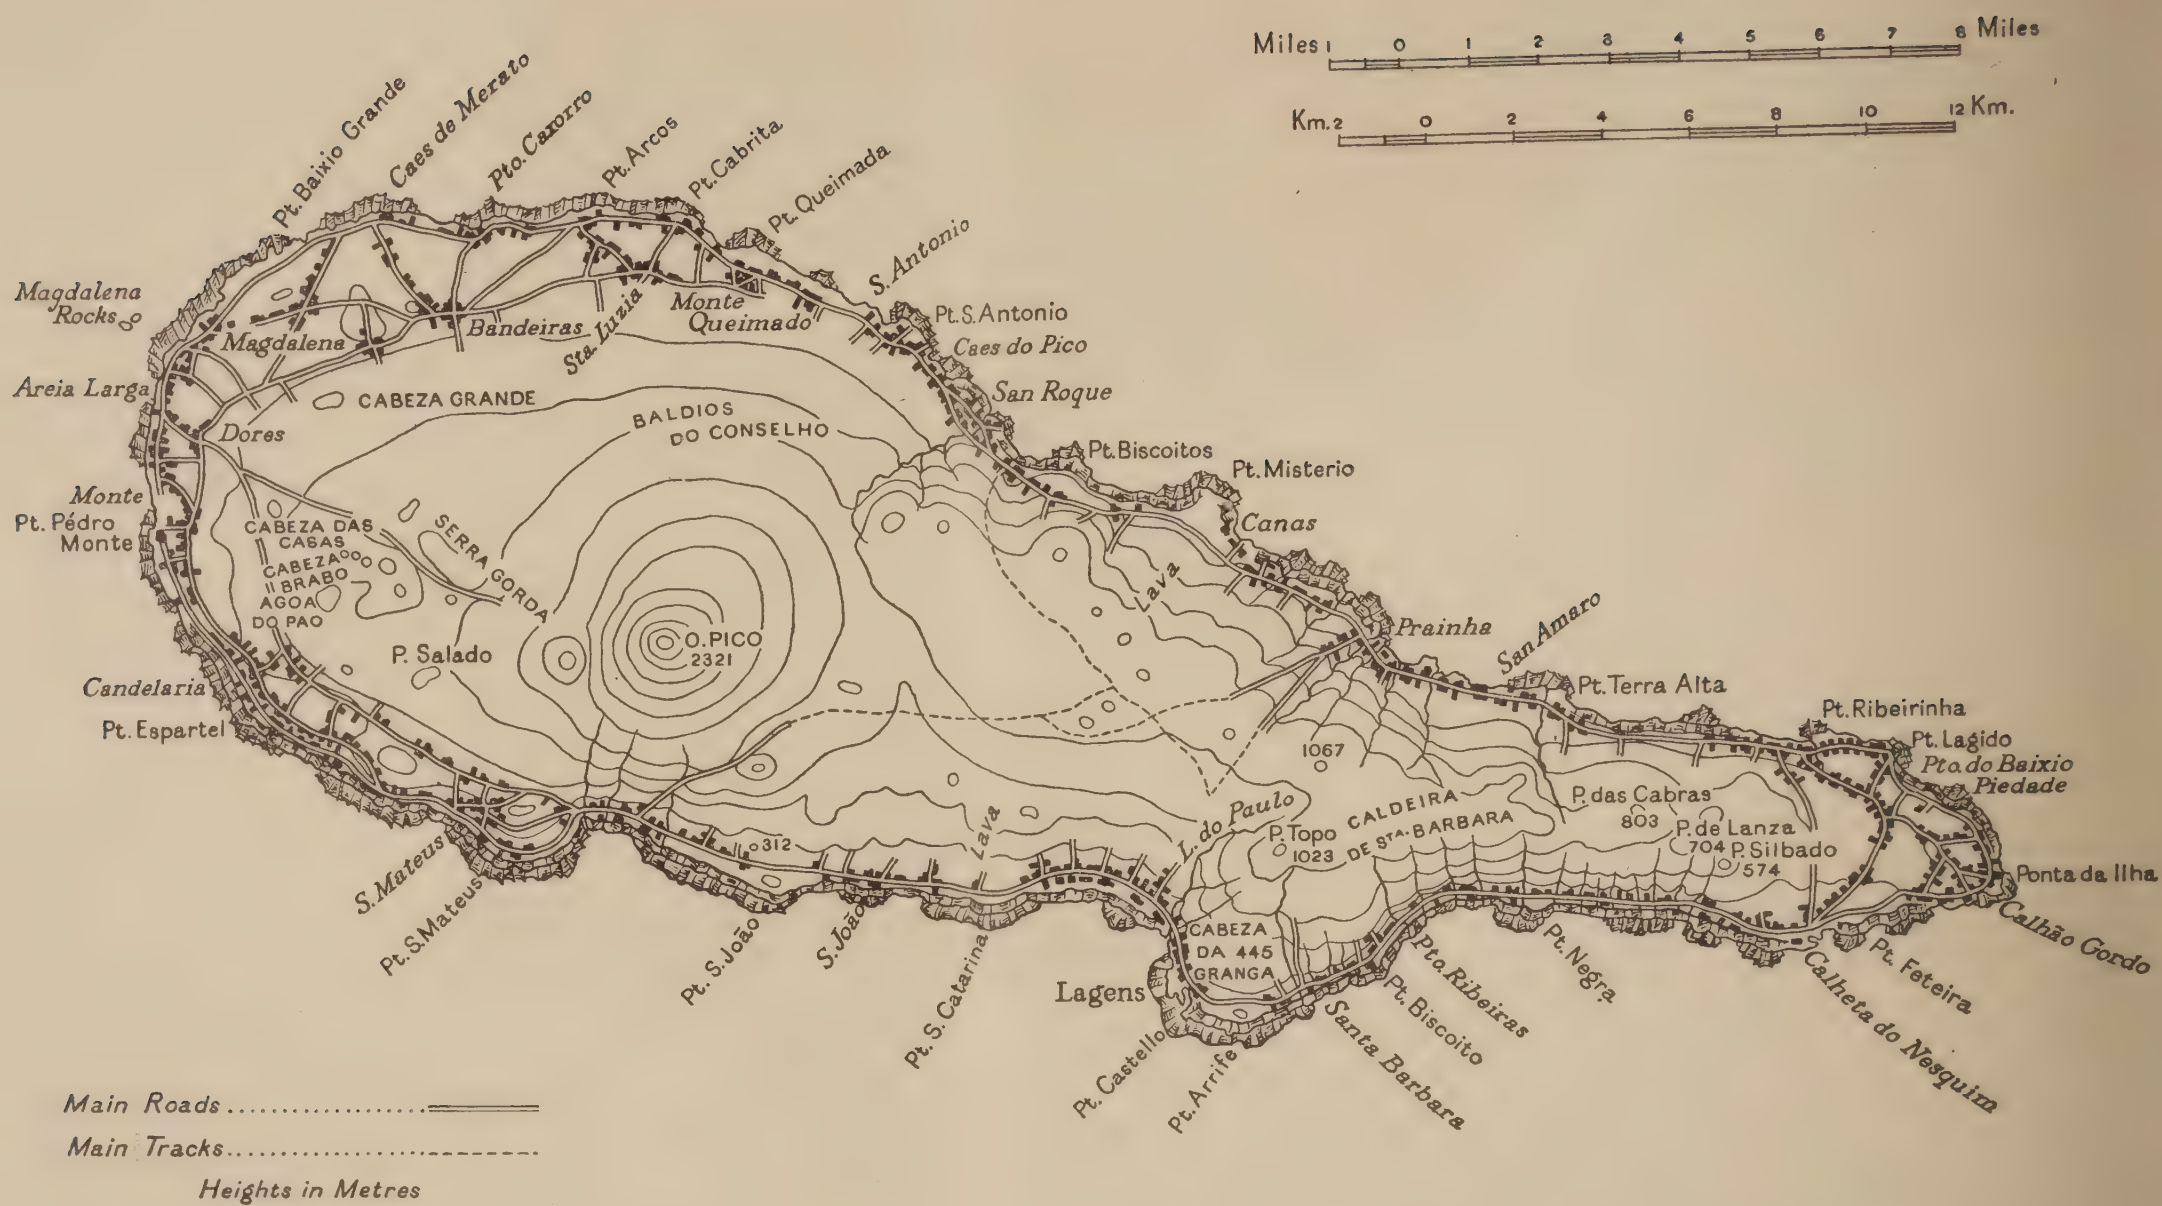 Miles 1 0 1 2 3 4 5 6 7 8 Miles
Km. 2 0 2 4 6 8 10 12 Km.
Pt. Baixio Grande
Caes de Merato
Pto. Caxorro
Pt. Arcos
Pt. Cabrita
Pt. Queimada
S. Antonio
Magdalena
Rocks
Pt. S. Antonio
Caes do Pico
San Roque
Magdalena
Bandeiras
Sta. Luzia
Monte
Queimado
Areia Larga
CABEZA GRANDE
BALDIOS
DO CONSELHO
Dores
Pt. Biscoitos
Pt. Misterio
Canas
Monte
Pt. Pédro
Monte
CABEZA DAS
CASAS
CABEZA
BRABO
AGOA
DO PAO
SERRA GORDA
Lava
O. PICO
2321
P. Salado
Prainha
San Amaro
Pt. Terra Alta
Candelaria
Pt. Espartel
Pt. Ribeirinha
Pt. Lagido
Pto. do Baixio
Piedade
1067
P. das Cabras
803
P. de Lanza
704
P. Silbado
574
CALDEIRA
DE STA. BARBARA
L. do Paulo
P. Topo
1023
312
Lava
S. Mateus
Pt. S. Mateus
Pt. S. João
S. João
Pt. S. Catarina
CABEZA
DA 445
GRANGA
Lagens
Pt. Castello
Pt. Arrife
Santa Barbara
Pt. Biscoito
Pto. Ribeiras
Pt. Negra
Ponta da Ilha
Calhão Gordo
Pt. Feteira
Calheta do Nesquim
Main Roads
Main Tracks
Heights in Metres